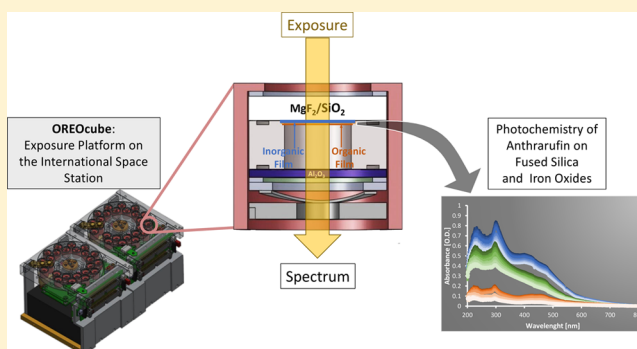 Exposure
OREOcube:
Exposure Platform on
the International Space
Station
MgF₂/SiO₂
Inorganic
Film
Organic
Film
Al₂O₃
Spectrum
Photochemistry of
Anthrarufin on
Fused Silica
and Iron Oxides
Absorbance [O.D.]
1
0.9
0.8
0.7
0.6
0.5
0.4
0.3
0.2
0.1
0
200 300 400 500 600 700
Wavelenght [nm]